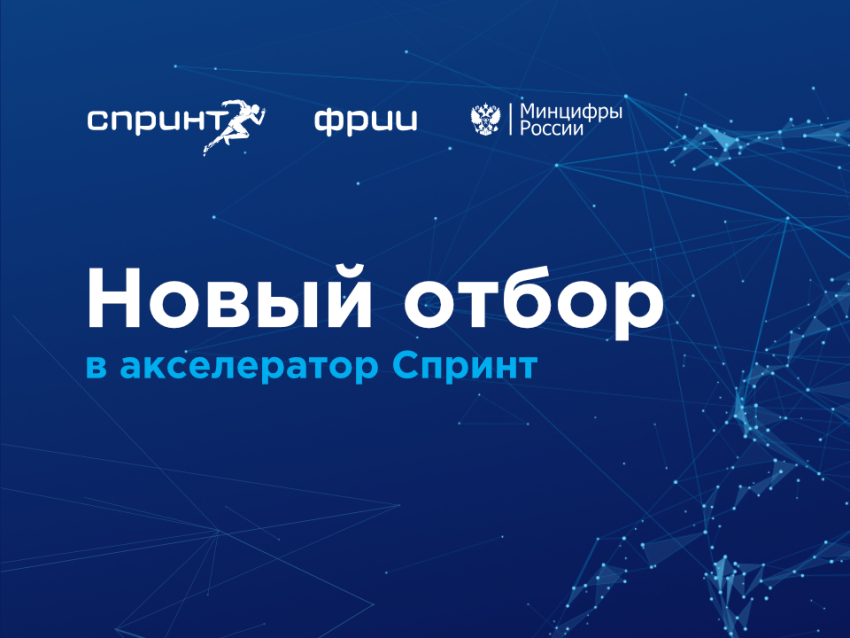 спринт
фрии
Минцифры
России
Новый отбор
в акселератор Спринт